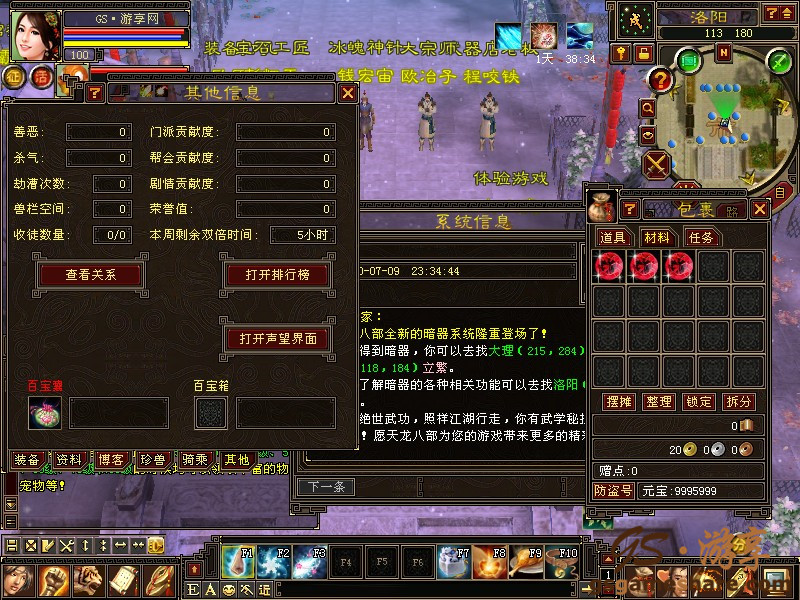 GS·游享网
100
装备宝石工匠
冰魄神针大宗师
武器店老板
钱宏宙 欧冶子 程咬铁
1天 38:34
戌
洛阳
113 180
N
征 活
其他信息
善恶: 0 门派贡献度: 0
杀气: 0 帮会贡献度: 0
劫漕次数: 0 剧情贡献度: 0
兽栏空间: 0 荣誉值: 0
收徒数量: 0/0 本周剩余双倍时间: 5小时
查看关系
打开排行榜
打开声望界面
百宝囊
百宝箱
装备 资料 博客 珍兽 骑乘 其他
宠物等!
体验游戏
系统信息
0-07-09 23:34:44
家:
八部全新的暗器系统隆重登场了!
得到暗器,你可以去找大理(215,284)
118,184)立繁。
了解暗器的各种相关功能可以去找洛阳(
。
绝世武功,照样江湖行走,你有武学秘
!愿天龙八部为您的游戏带来更多的精
下一条
自
包裹
道具 材料 任务
摆摊 整理 锁定 拆分
0
20 0 0
赠点:0
防盗号 元宝:9995999
F1 F2 F3 F4 F5 F6 F7 F8 F9 F10
E A 近
1
GS·游享